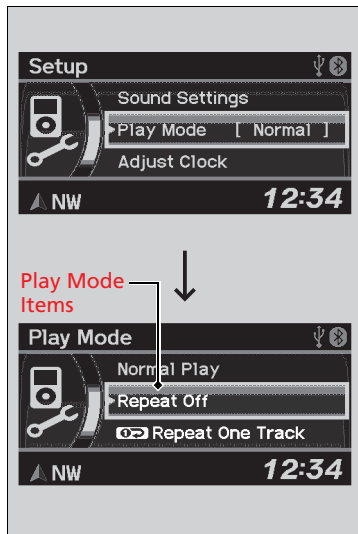 Setup
Sound Settings
Play Mode [ Normal ]
Adjust Clock
NW 12:34
Play Mode
Items
Play Mode
Normal Play
Repeat Off
1 Repeat One Track
NW 12:34